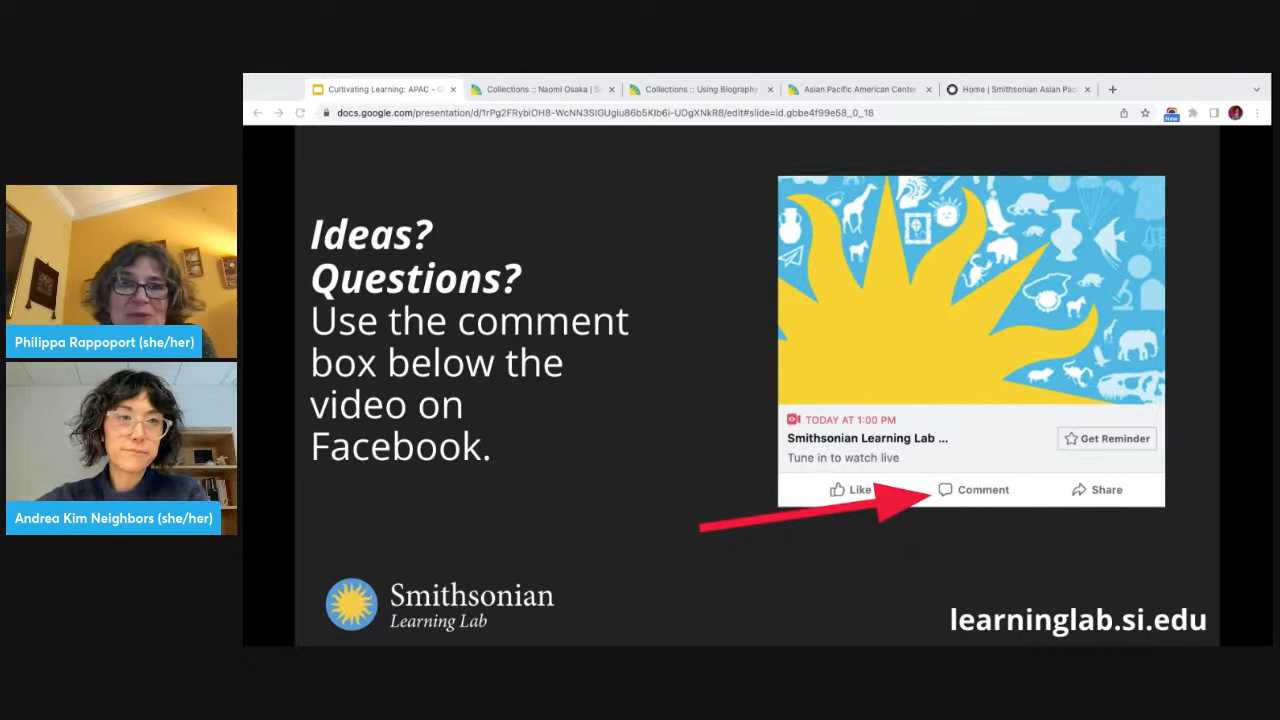 Cultivating Learning: APAC - G
Collections :: Naomi Osaka | S
Collections :: Using Biography
Asian Pacific American Center
Home | Smithsonian Asian Pac
docs.google.com/presentation/d/1rPg2FRybiOH8-WcNN3SIGUgiu86b5KIb6i-UDgXNkR8/edit#slide=id.gbbe4f99e58_0_18
New
Ideas?
Questions?
Use the comment
box below the
video on
Facebook.
TODAY AT 1:00 PM
Smithsonian Learning Lab ...
Get Reminder
Tune in to watch live
Like
Comment
Share
Smithsonian
Learning Lab
learninglab.si.edu
Philippa Rappoport (she/her)
Andrea Kim Neighbors (she/her)